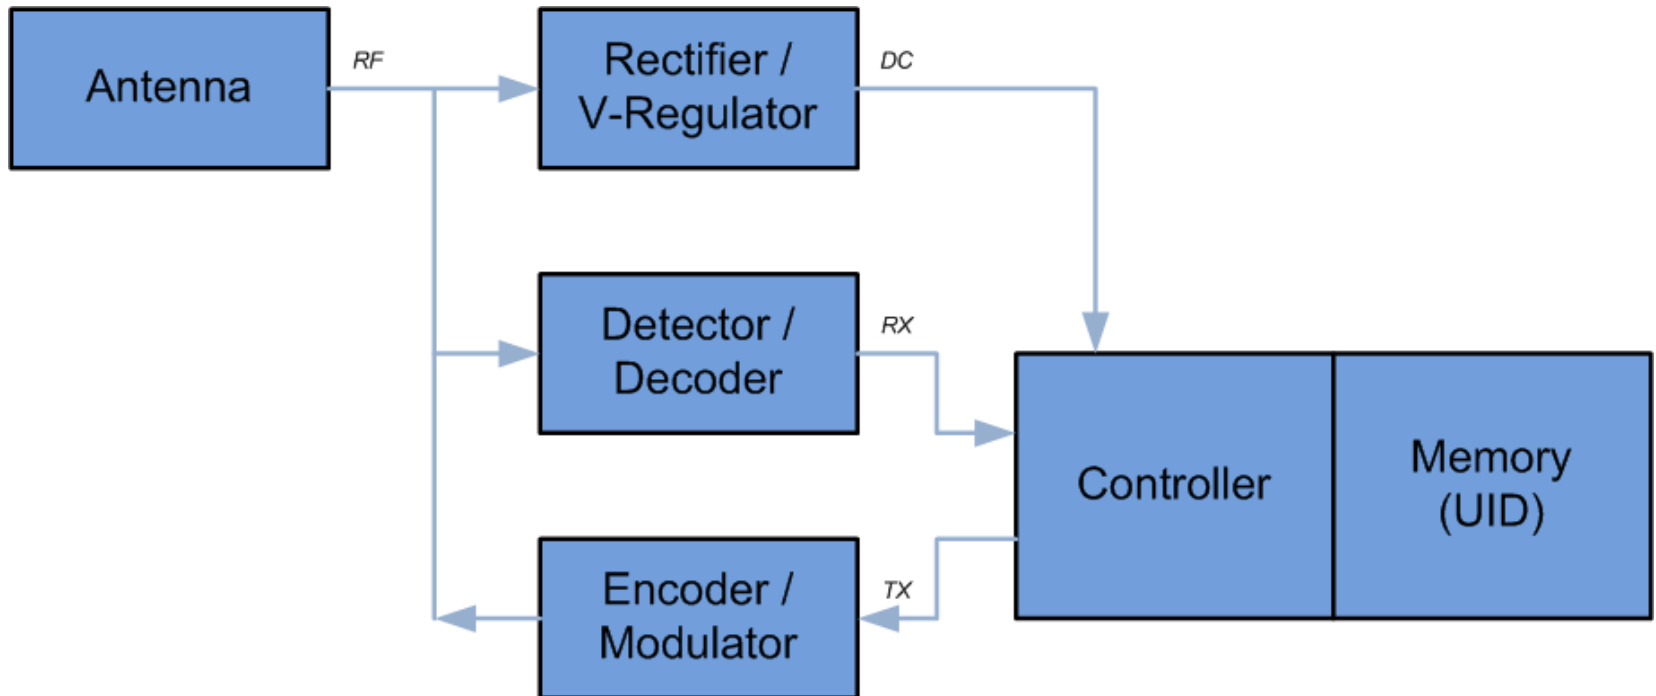 Antenna
RF
Rectifier /
V-Regulator
DC
Detector /
Decoder
RX
Controller
Memory
(UID)
Encoder /
Modulator
TX